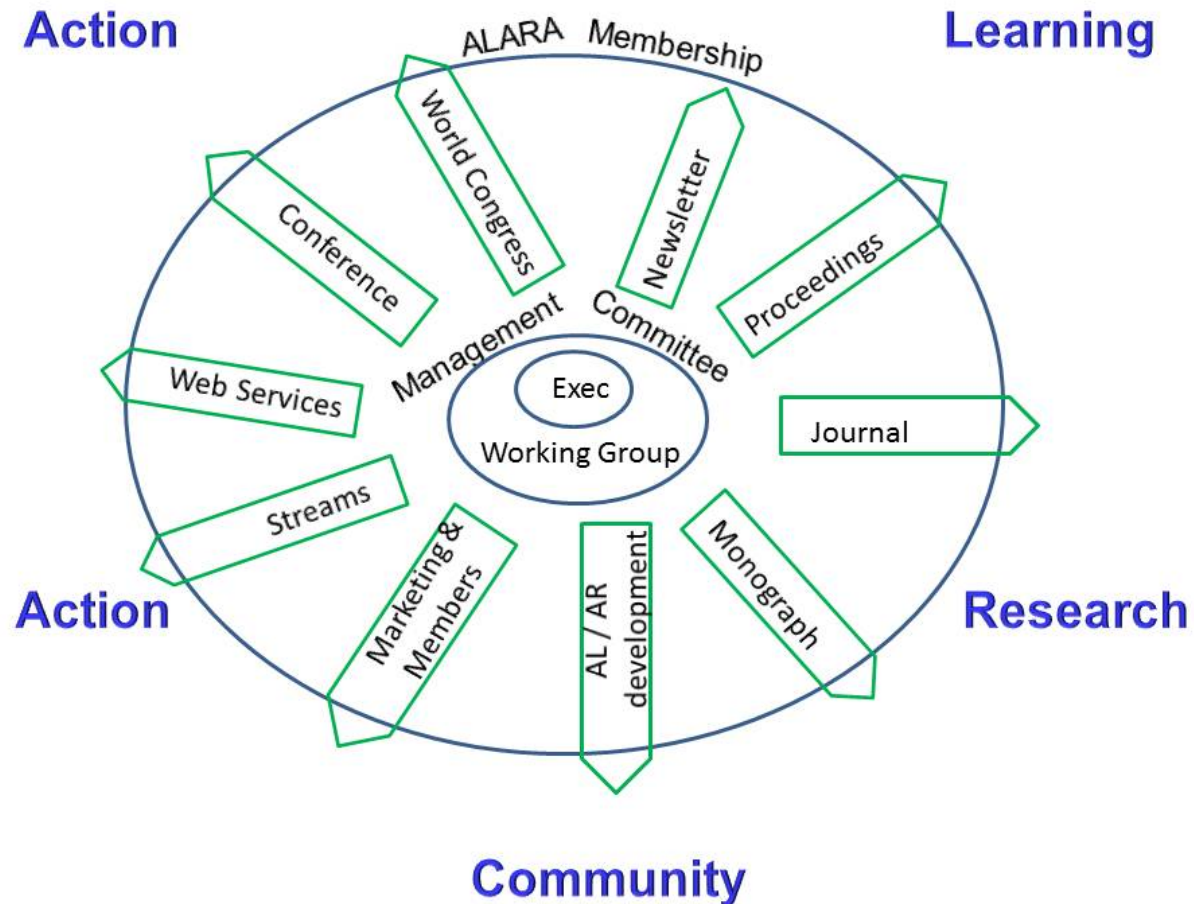 Action
Learning
ALARA Membership
World Congress
Newsletter
Conference
Proceedings
Management Committee
Web Services
Exec
Journal
Working Group
Streams
Marketing &
Members
AL / AR
development
Monograph
Action
Research
Community